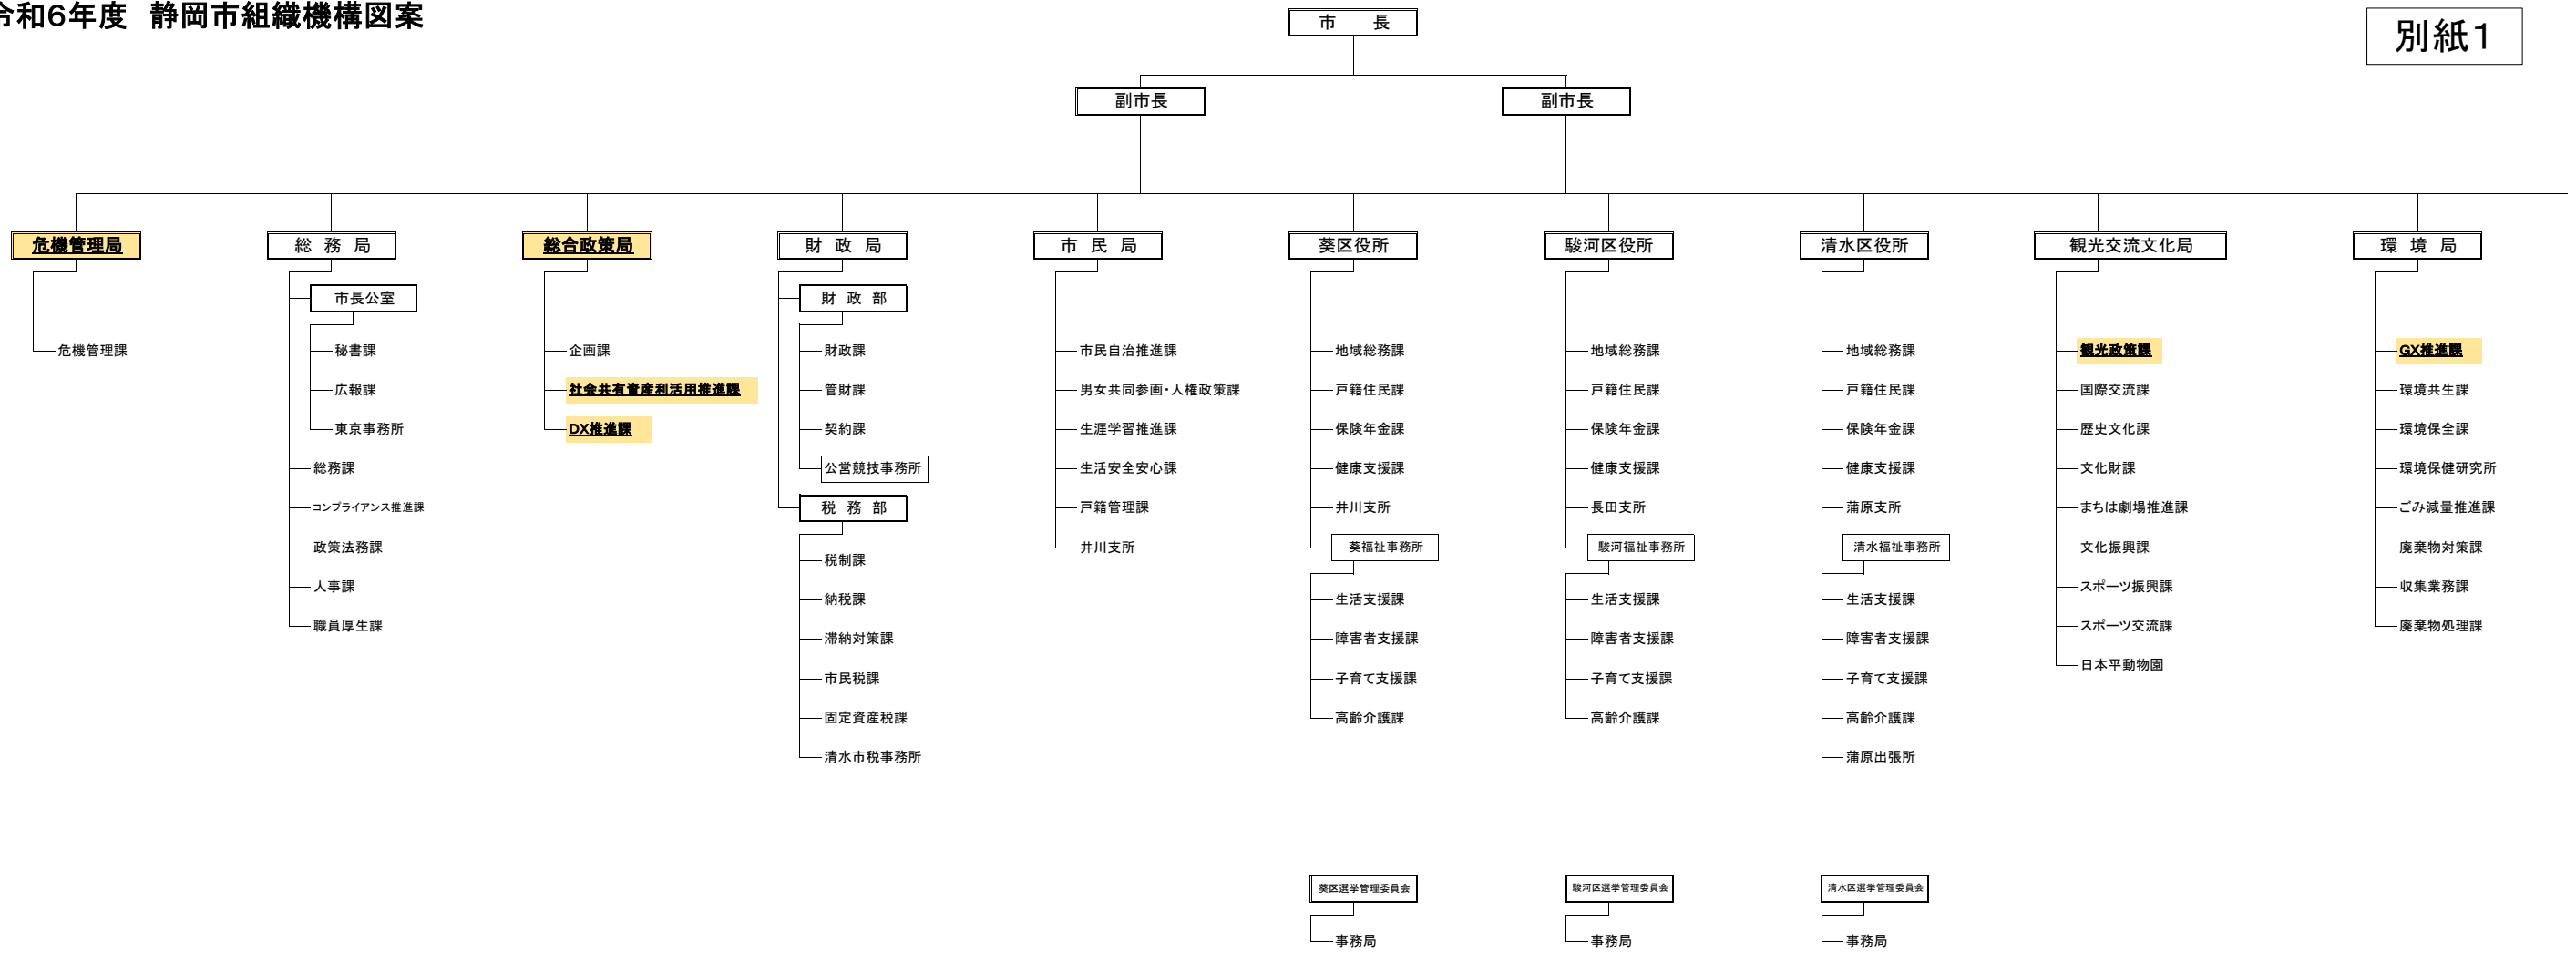 令和6年度　静岡市組織機構図案
別紙1
市　　長
副市長
副市長
危機管理局
危機管理課
総　務　局
市長公室
秘書課
広報課
東京事務所
総務課
コンプライアンス推進課
政策法務課
人事課
職員厚生課
総合政策局
企画課
社会共有資産利活用推進課
DX推進課
財　政　局
財　政　部
財政課
管財課
契約課
公営競技事務所
税　務　部
税制課
納税課
滞納対策課
市民税課
固定資産税課
清水市税事務所
市　民　局
市民自治推進課
男女共同参画・人権政策課
生涯学習推進課
生活安全安心課
戸籍管理課
井川支所
葵区役所
地域総務課
戸籍住民課
保険年金課
健康支援課
井川支所
葵福祉事務所
生活支援課
障害者支援課
子育て支援課
高齢介護課
葵区選挙管理委員会
事務局
駿河区役所
地域総務課
戸籍住民課
保険年金課
健康支援課
長田支所
駿河福祉事務所
生活支援課
障害者支援課
子育て支援課
高齢介護課
駿河区選挙管理委員会
事務局
清水区役所
地域総務課
戸籍住民課
保険年金課
健康支援課
蒲原支所
清水福祉事務所
生活支援課
障害者支援課
子育て支援課
高齢介護課
蒲原出張所
清水区選挙管理委員会
事務局
観光交流文化局
観光政策課
国際交流課
歴史文化課
文化財課
まちは劇場推進課
文化振興課
スポーツ振興課
スポーツ交流課
日本平動物園
環　境　局
GX推進課
環境共生課
環境保全課
環境保健研究所
ごみ減量推進課
廃棄物対策課
収集業務課
廃棄物処理課